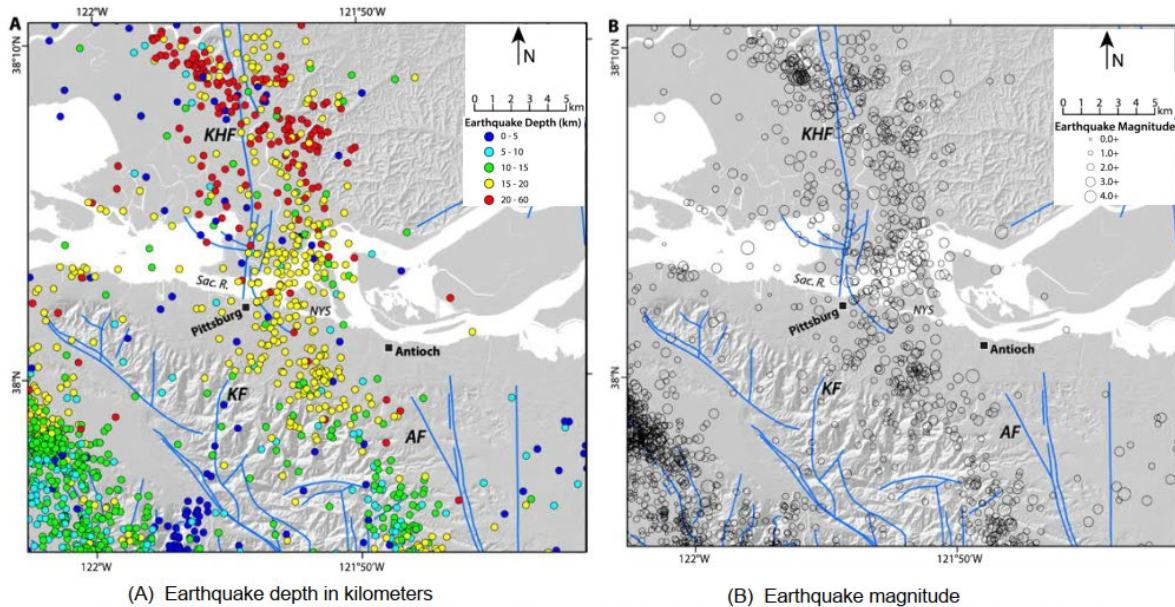 A
122°W
121°50'W
38°10'N
N
0 1 2 3 4 5
km
Earthquake Depth (km)
0 - 5
5 - 10
10 - 15
15 - 20
20 - 60
KHF
Sac. R.
Pittsburg
NYS
Antioch
38°N
KF
AF
122°W
121°50'W
(A) Earthquake depth in kilometers
B
122°W
121°50'W
38°10'N
N
0 1 2 3 4 5
km
Earthquake Magnitude
0.0+
1.0+
2.0+
3.0+
4.0+
KHF
Sac. R.
Pittsburg
NYS
Antioch
38°N
KF
AF
122°W
121°50'W
(B) Earthquake magnitude